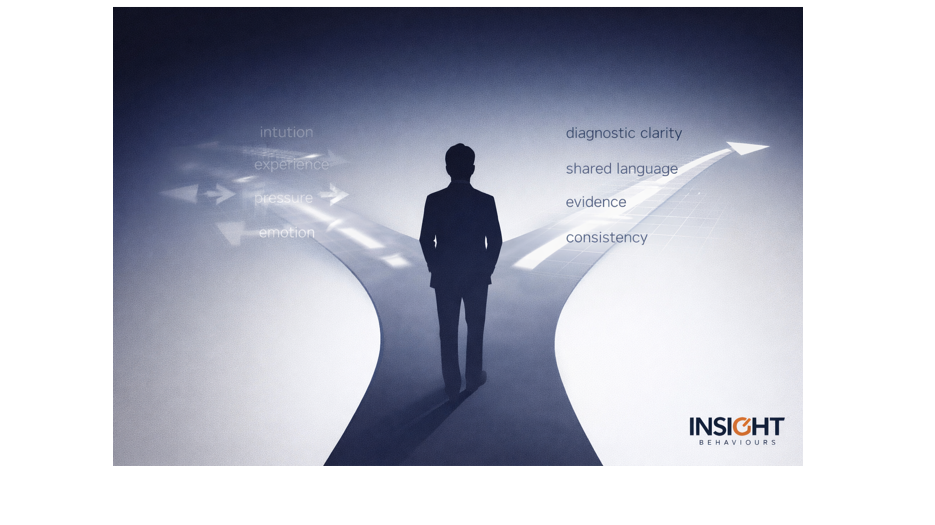 intution
experience
pressure
emotion
diagnostic clarity
shared language
evidence
consistency
INSIGHT
BEHAVIOURS